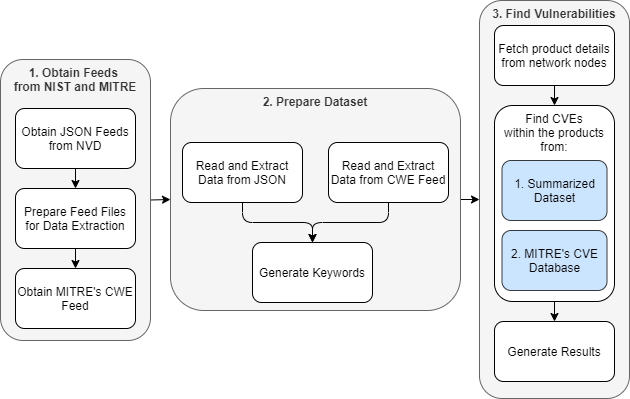 1. Obtain Feeds
from NIST and MITRE
Obtain JSON Feeds
from NVD
Prepare Feed Files
for Data Extraction
Obtain MITRE's CWE
Feed
2. Prepare Dataset
Read and Extract
Data from JSON
Read and Extract
Data from CWE Feed
Generate Keywords
3. Find Vulnerabilities
Fetch product details
from network nodes
Find CVEs
within the products
from:
1. Summarized
Dataset
2. MITRE's CVE
Database
Generate Results